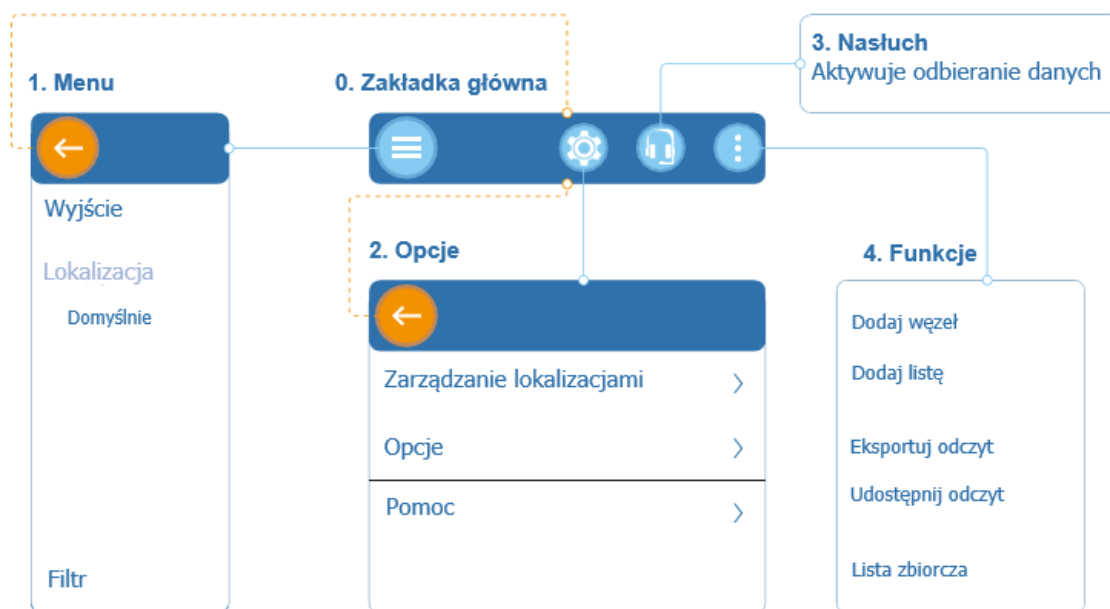 3. Nasłuch
Aktywuje odbieranie danych
1. Menu
0. Zakładka główna
Wyjście
Lokalizacja
Domyślnie
Filtr
2. Opcje
Zarządzanie lokalizacjami
Opcje
Pomoc
4. Funkcje
Dodaj węzeł
Dodaj listę
Eksportuj odczyt
Udostępnij odczyt
Lista zbiorcza